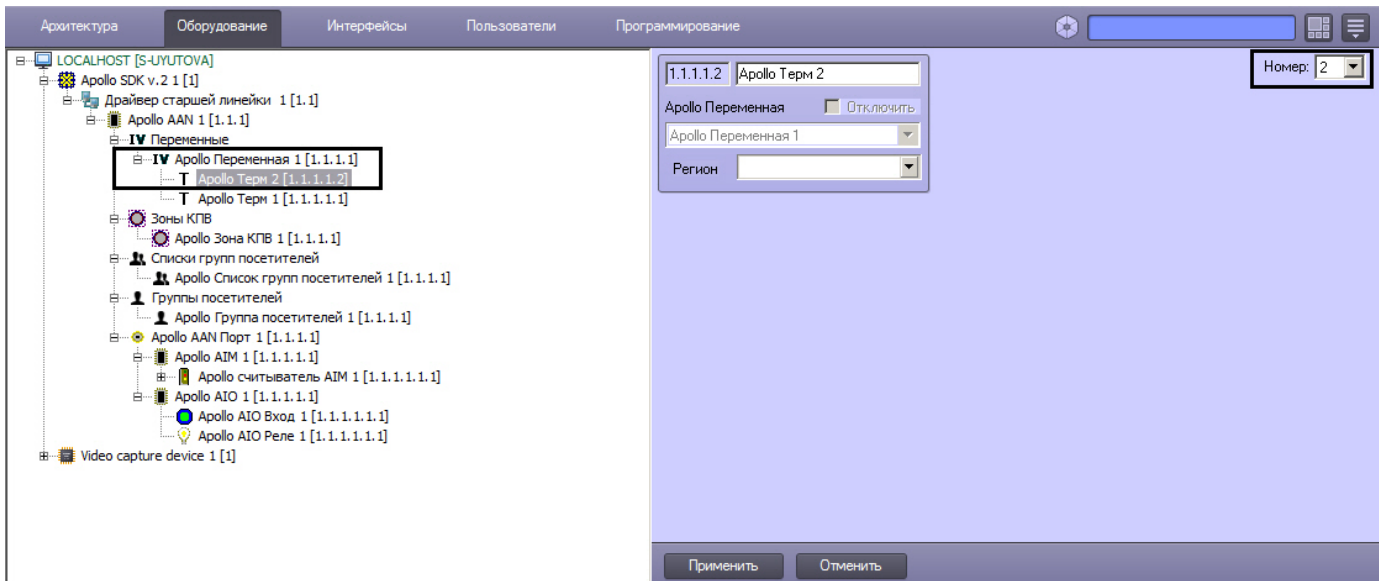 Архитектура Оборудование Интерфейсы Пользователи Программирование
LOCALHOST [S-UYUTOVA]
Apollo SDK v.2 1 [1]
Драйвер старшей линейки 1 [1.1]
Apollo AAN 1 [1.1.1]
IV Переменные
IV Apollo Переменная 1 [1.1.1.1]
T Apollo Терм 2 [1.1.1.1.2]
T Apollo Терм 1 [1.1.1.1.1]
Зоны КПВ
Apollo Зона КПВ 1 [1.1.1.1]
Списки групп посетителей
Apollo Список групп посетителей 1 [1.1.1.1]
Группы посетителей
Apollo Группа посетителей 1 [1.1.1.1]
Apollo AAN Порт 1 [1.1.1.1]
Apollo AIM 1 [1.1.1.1.1]
Apollo считыватель AIM 1 [1.1.1.1.1.1]
Apollo AIO 1 [1.1.1.1.1]
Apollo AIO Вход 1 [1.1.1.1.1.1]
Apollo AIO Реле 1 [1.1.1.1.1.1]
Video capture device 1 [1]
1.1.1.1.2 Apollo Терм 2
Apollo Переменная Отключить
Apollo Переменная 1
Регион
Номер: 2
Применить Отменить